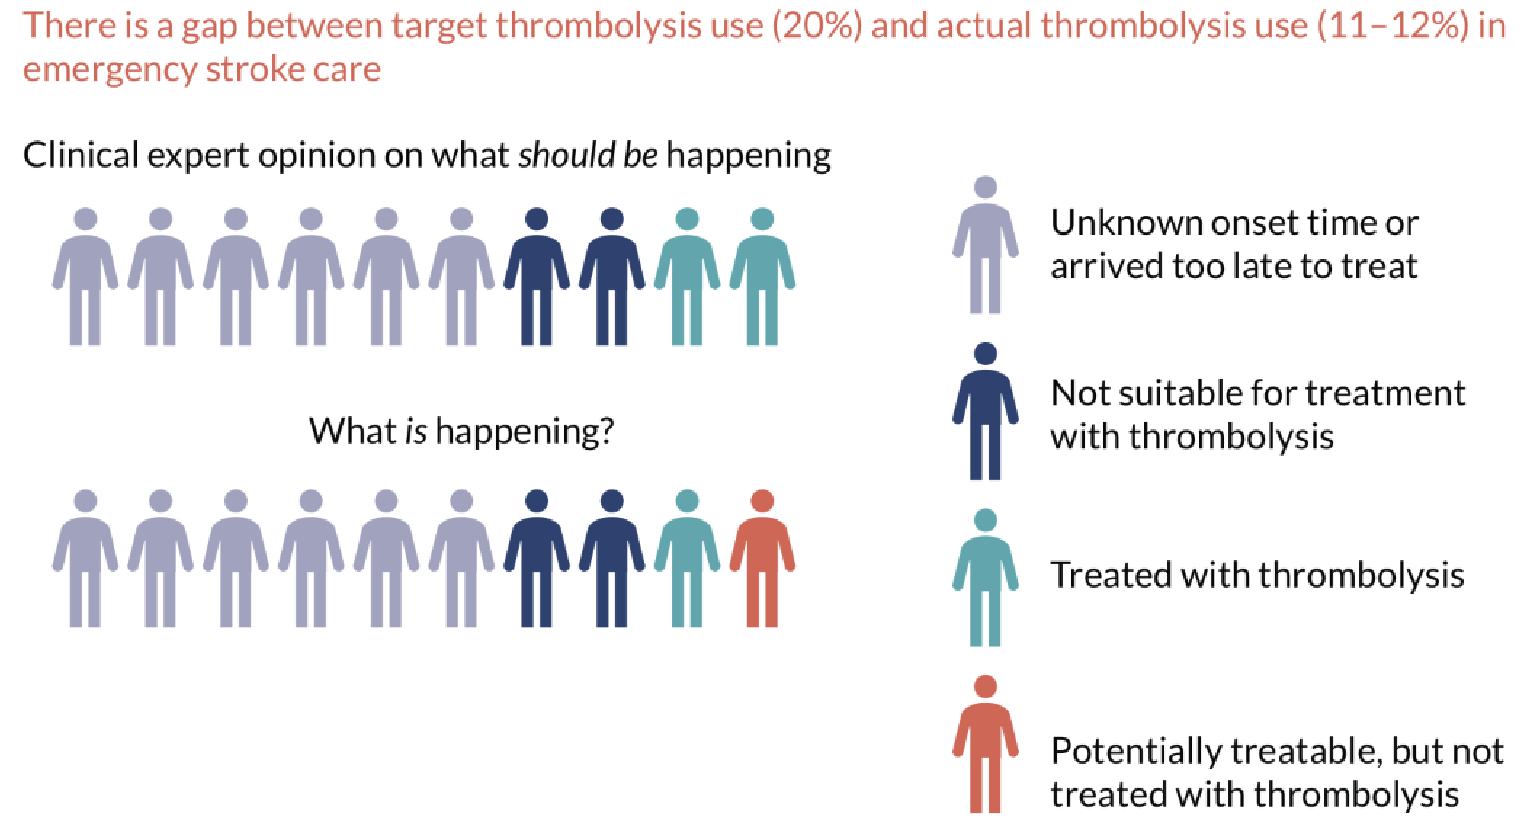 There is a gap between target thrombolysis use (20%) and actual thrombolysis use (11–12%) in
emergency stroke care
Clinical expert opinion on what should be happening
What is happening?
Unknown onset time or
arrived too late to treat
Not suitable for treatment
with thrombolysis
Treated with thrombolysis
Potentially treatable, but not
treated with thrombolysis